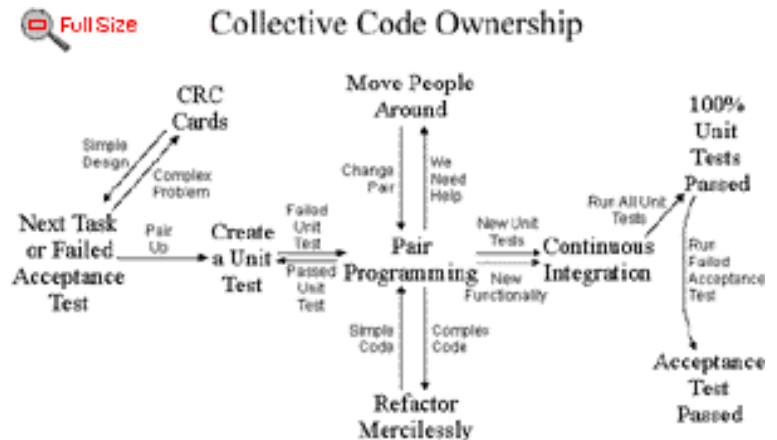 Full Size
Collective Code Ownership
CRC
Cards
Simple
Design
Complex
Problem
Next Task
or Failed
Acceptance
Test
Pair
Up
Create
a Unit
Test
Failed
Unit
Test
Passed
Unit
Test
Move People
Around
Change
Pair
We
Need
Help
Pair
Programming
Simple
Code
Complex
Code
Refactor
Mercilessly
New Unit
Tests
New
Functionality
Continuous
Integration
Run All Unit
Tests
100%
Unit
Tests
Passed
Run
Failed
Acceptance
Test
Acceptance
Test
Passed